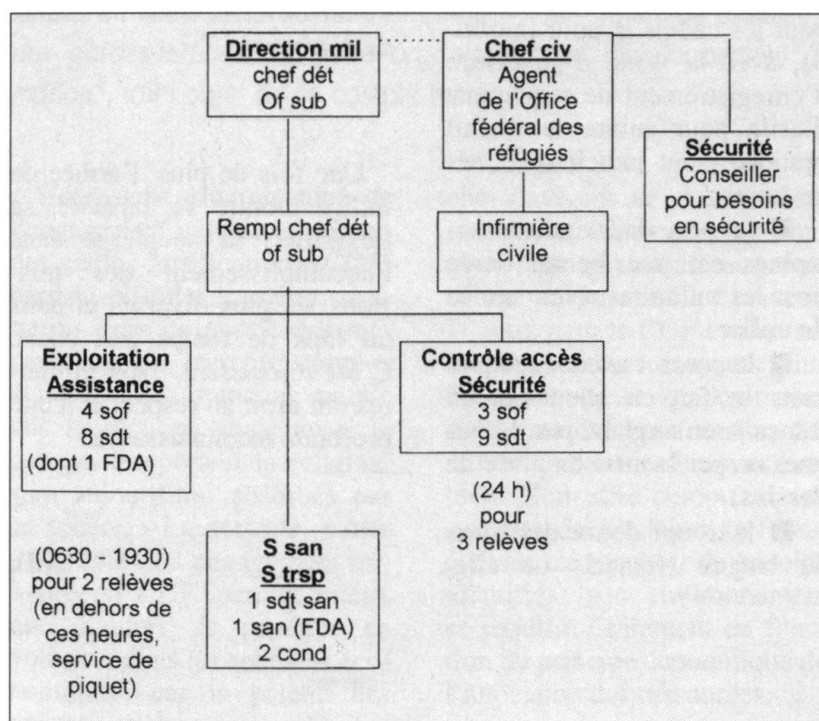 Direction mil
chef dét
Of sub
Chef civ
Agent
de l'Office
fédéral des
réfugiés
Sécurité
Conseiller
pour besoins
en sécurité
Rempl chef dét
of sub
Infirmière
civile
Exploitation
Assistance
4 sof
8 sdt
(dont 1 FDA)
Contrôle accès
Sécurité
3 sof
9 sdt
(24 h)
pour
3 relèves
(0630 - 1930)
pour 2 relèves
(en dehors de
ces heures,
service de
piquet)
S san
S trsp
1 sdt san
1 san (FDA)
2 cond